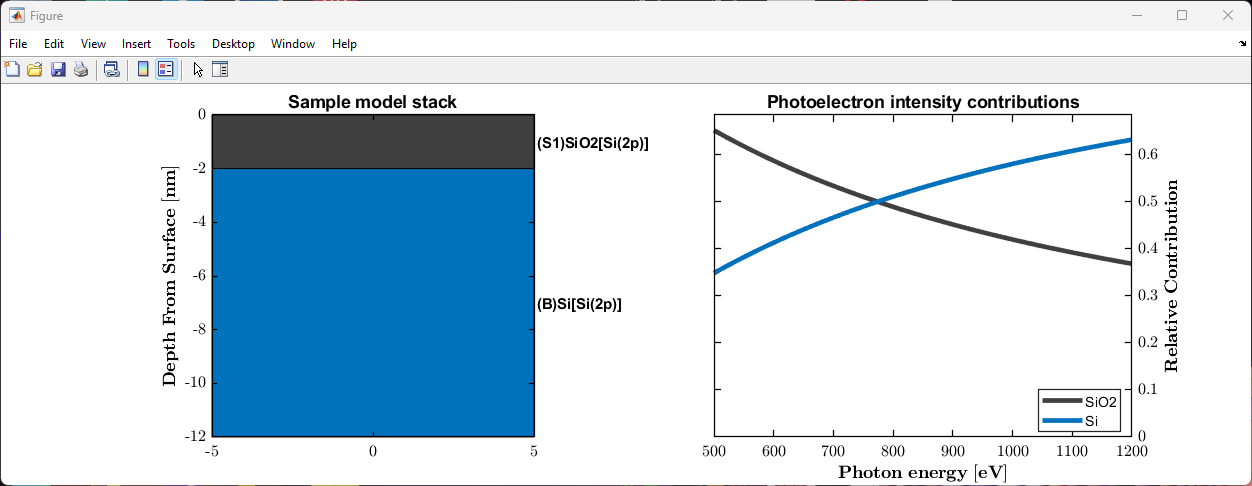 Figure
File Edit View Insert Tools Desktop Window Help
Sample model stack
0
-2
-4
-6
-8
-10
-12
-5 0 5
Depth From Surface [nm]
(S1)SiO2[Si(2p)]
(B)Si[Si(2p)]
Photoelectron intensity contributions
0.6
0.5
0.4
0.3
0.2
0.1
0
Relative Contribution
SiO2
Si
500 600 700 800 900 1000 1100 1200
Photon energy [eV]